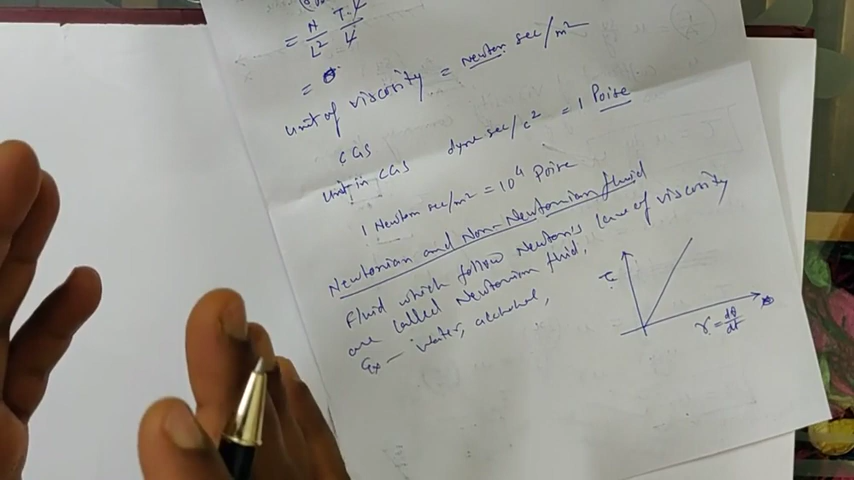 = N/L² T·L/L
=
unit of viscosity = newton sec/m²
CGS
unit in CGS dyne sec/c² = 1 Poise
1 Newton sec/m² = 10⁴ Poise
Newtonian and Non-Newtonian fluid
Fluid which follow Newton's law of viscosity
are called Newtonian fluid.
Ex — water, alchohol,
τ
γ = dθ/dt